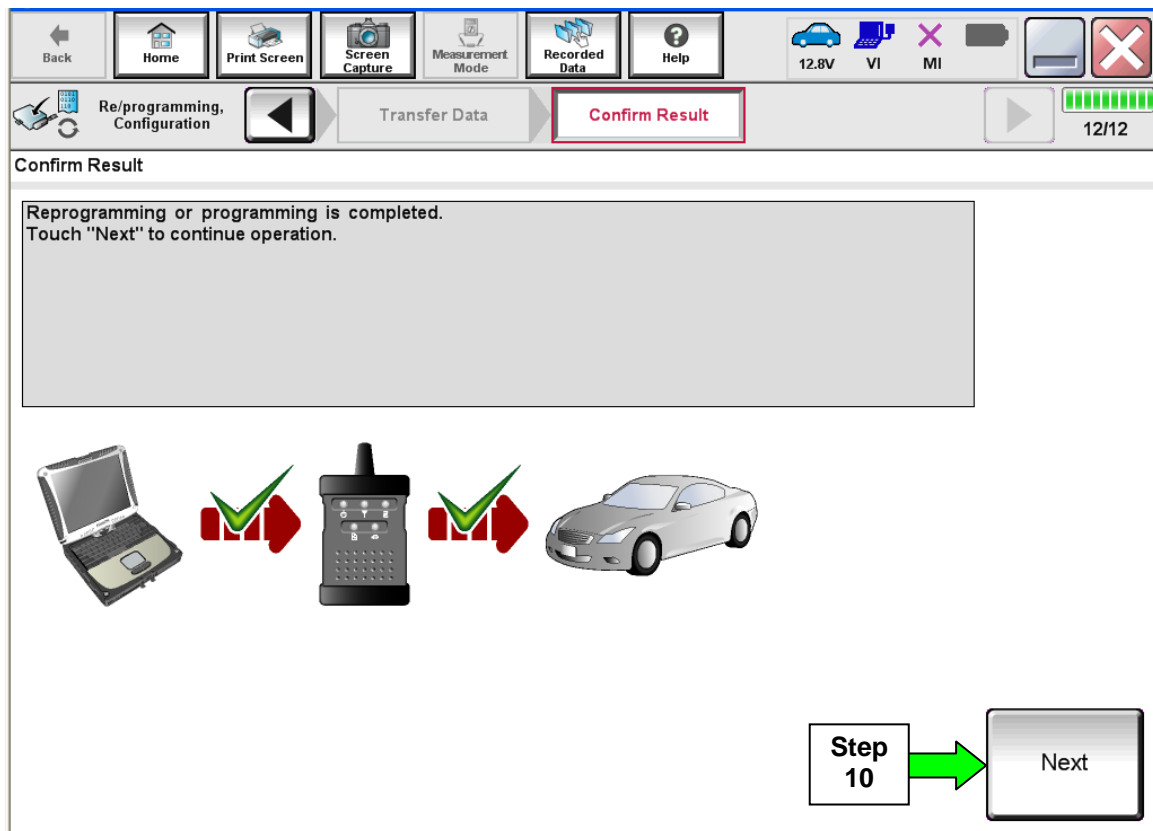 Back
Home
Print Screen
Screen
Capture
Measurement
Mode
Recorded
Data
?
Help
12.8V
VI
MI
Re/programming,
Configuration
Transfer Data
Confirm Result
12/12
Confirm Result
Reprogramming or programming is completed.
Touch "Next" to continue operation.
Step
10
Next